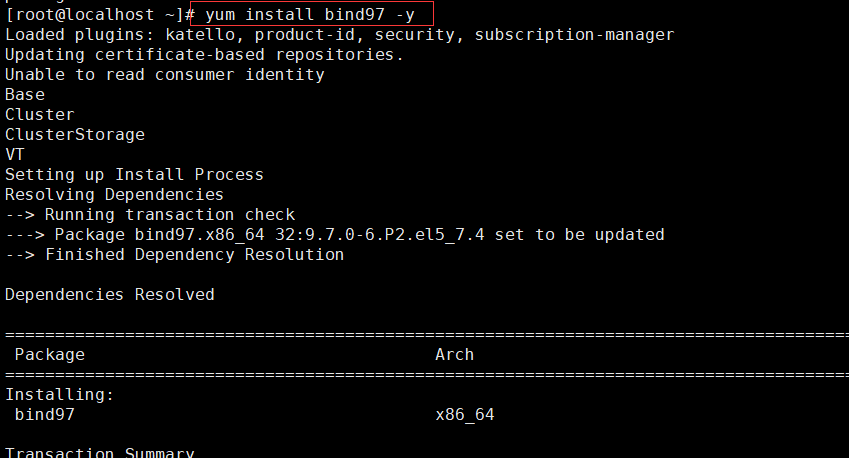 [root@localhost ~]# yum install bind97 -y
Loaded plugins: katello, product-id, security, subscription-manager
Updating certificate-based repositories.
Unable to read consumer identity
Base
Cluster
ClusterStorage
VT
Setting up Install Process
Resolving Dependencies
--> Running transaction check
---> Package bind97.x86_64 32:9.7.0-6.P2.el5_7.4 set to be updated
--> Finished Dependency Resolution
Dependencies Resolved
=====================================================================================
Package Arch
=====================================================================================
Installing:
bind97 x86_64
Transaction Summary